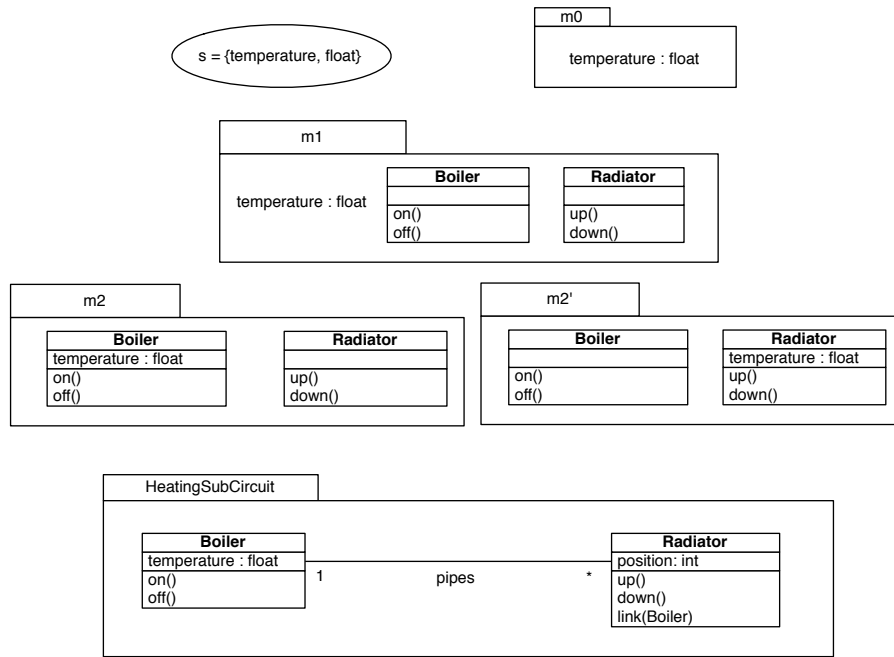 m0
s = {temperature, float}
temperature : float
m1
temperature : float
Boiler
on()
off()
Radiator
up()
down()
m2
Boiler
temperature : float
on()
off()
Radiator
up()
down()
m2'
Boiler
on()
off()
Radiator
temperature : float
up()
down()
HeatingSubCircuit
Boiler
temperature : float
on()
off()
1
pipes
*
Radiator
position: int
up()
down()
link(Boiler)